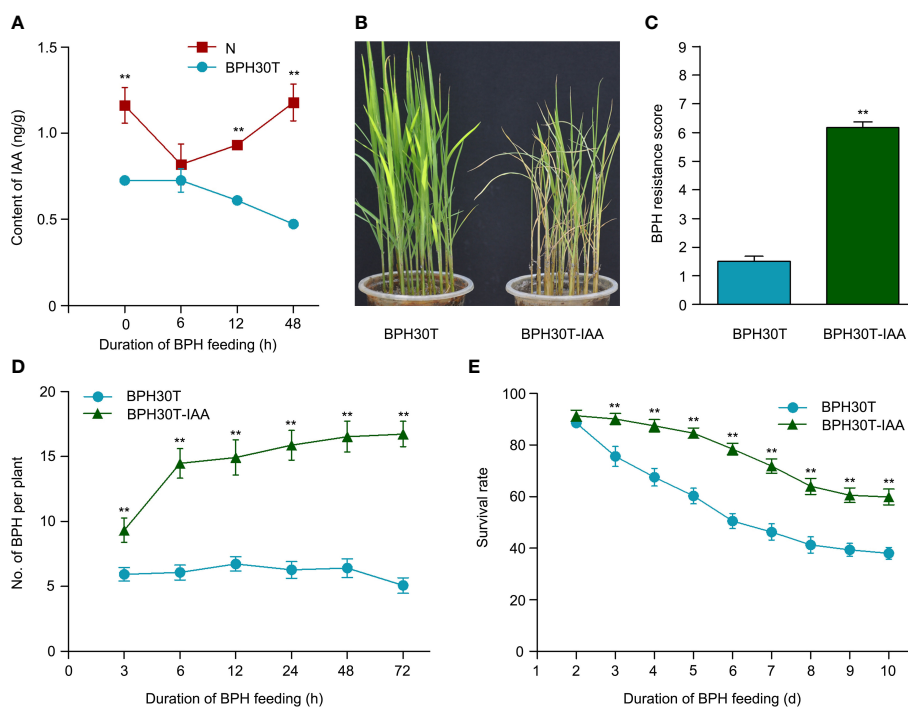 A
N
BPH30T
1.5
1.0
0.5
0
**
**
**
0
6
12
48
Content of IAA (ng/g)
Duration of BPH feeding (h)
B
BPH30T
BPH30T-IAA
C
9
8
7
6
5
4
3
2
1
0
**
BPH resistance score
BPH30T
BPH30T-IAA
D
BPH30T
BPH30T-IAA
20
15
10
5
0
**
**
**
**
**
**
0
3
6
12
24
48
72
No. of BPH per plant
Duration of BPH feeding (h)
E
BPH30T
BPH30T-IAA
100
80
60
40
20
0
**
**
**
**
**
**
**
**
1
2
3
4
5
6
7
8
9
10
Survival rate
Duration of BPH feeding (d)